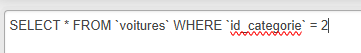 SELECT * FROM `voitures` WHERE `id_categorie` = 2